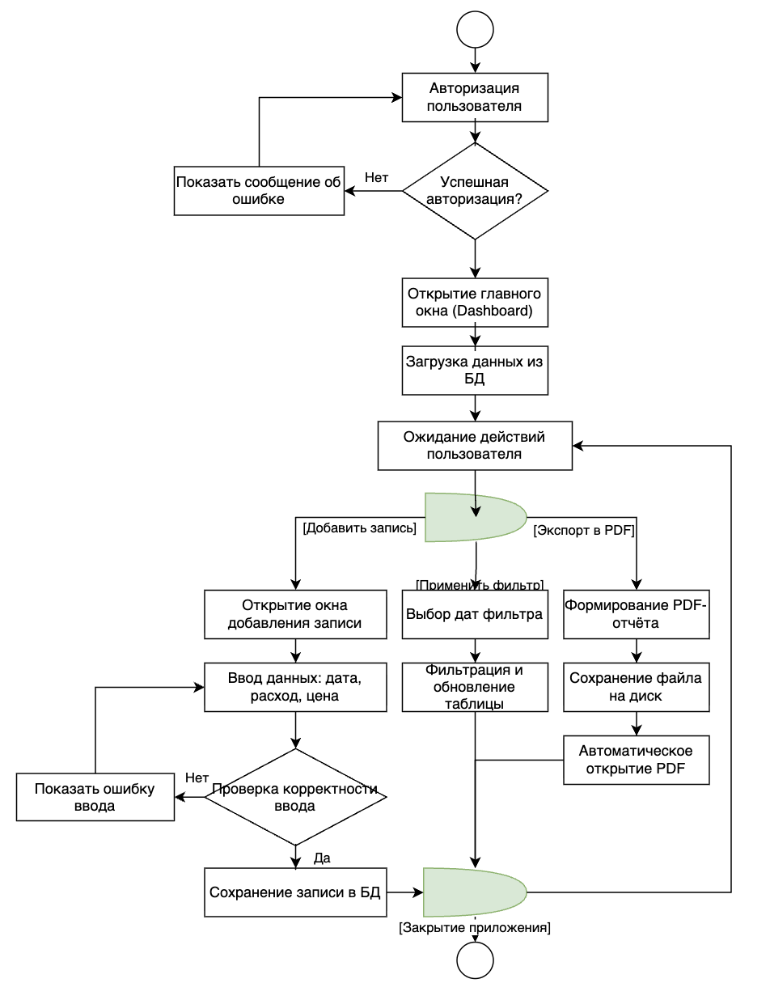 Авторизация
пользователя
Успешная
авторизация?
Нет
Показать сообщение об
ошибке
Открытие главного
окна (Dashboard)
Загрузка данных из
БД
Ожидание действий
пользователя
[Добавить запись]
[Применить фильтр]
[Экспорт в PDF]
Открытие окна
добавления записи
Выбор дат фильтра
Формирование PDF-
отчёта
Ввод данных: дата,
расход, цена
Фильтрация и
обновление
таблицы
Сохранение файла
на диск
Автоматическое
открытие PDF
Проверка корректности
ввода
Нет
Показать ошибку
ввода
Да
Сохранение записи в БД
[Закрытие приложения]